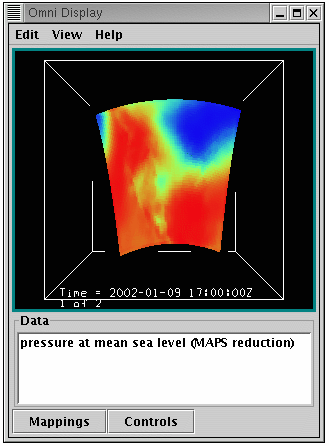 Omni Display
Edit View Help
Time = 2002-01-09 17:00:00Z
1 of 2
Data
pressure at mean sea level (MAPS reduction)
Mappings Controls